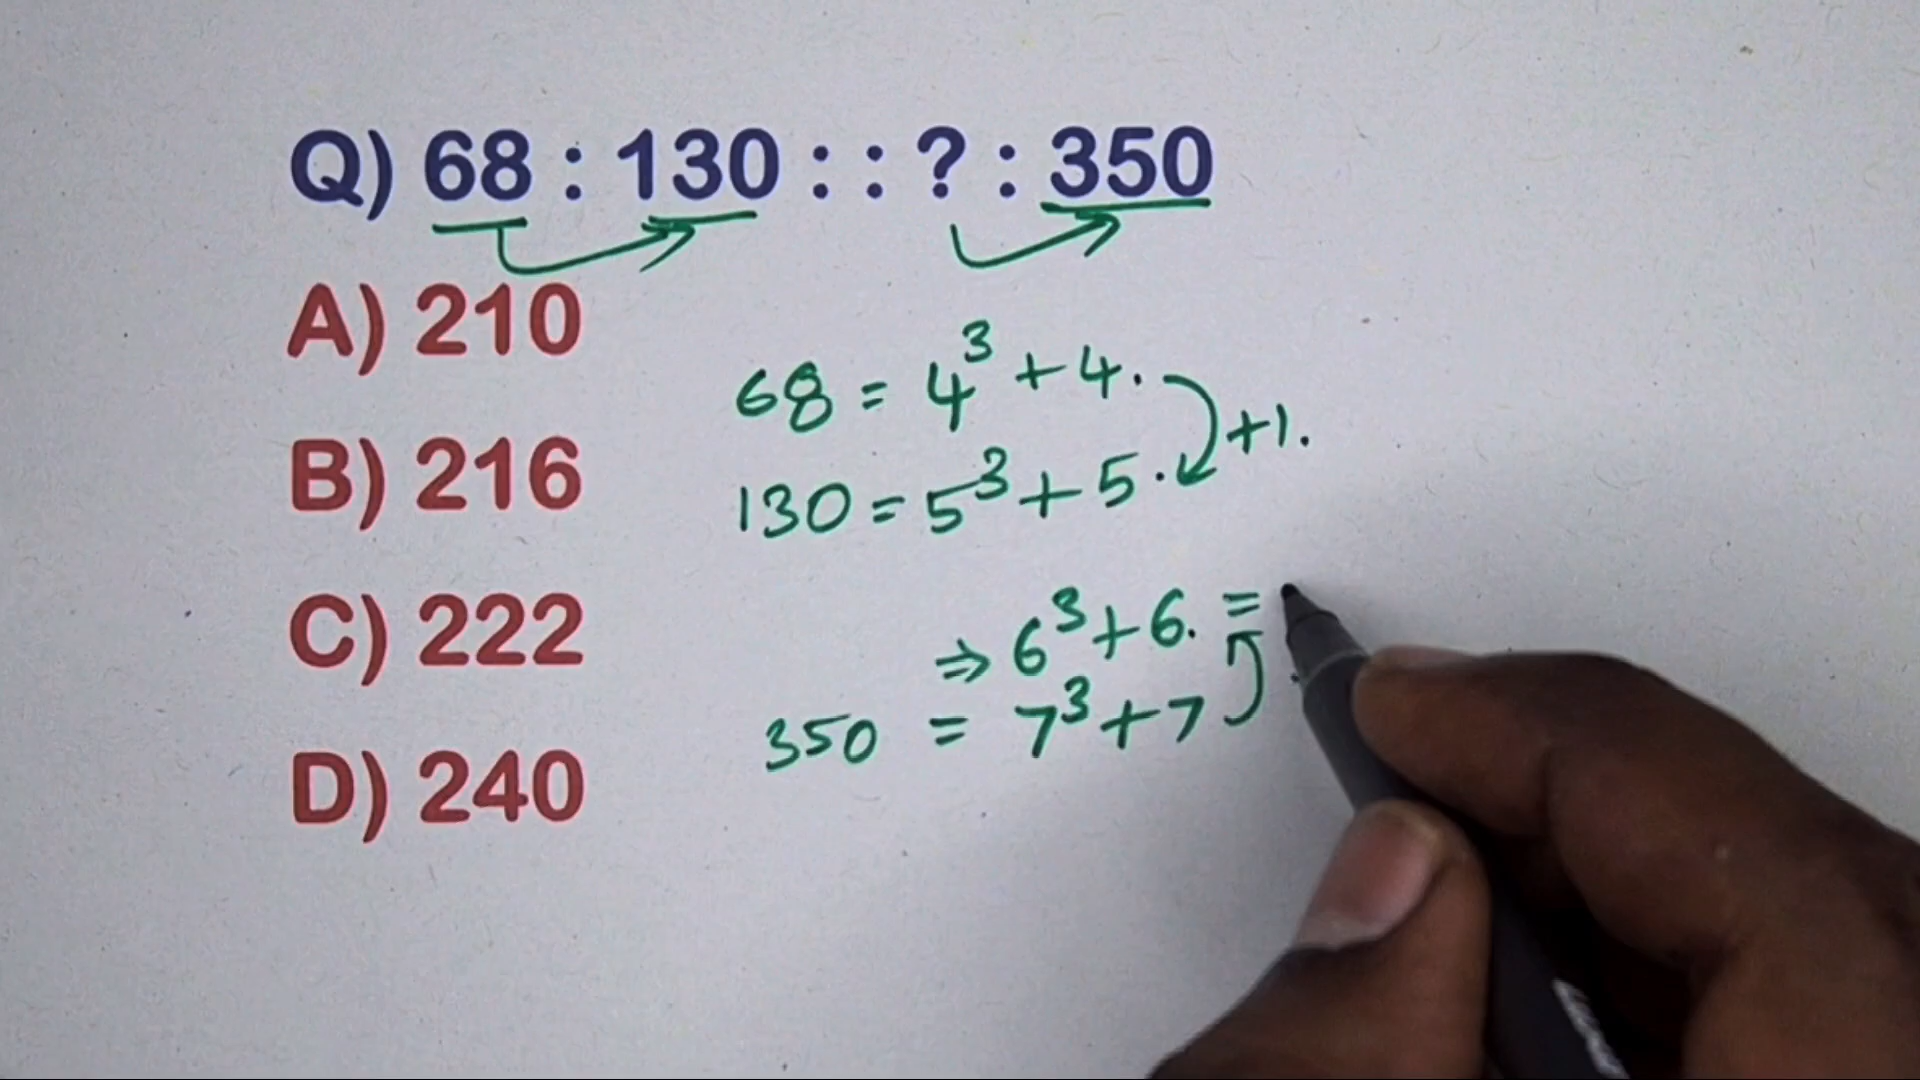 Q) 68 : 130 : : ? : 350
A) 210
B) 216
C) 222
D) 240
68 = 4³ + 4.
+1.
130 = 5³ + 5.
⇒ 6³ + 6. =
350 = 7³ + 7